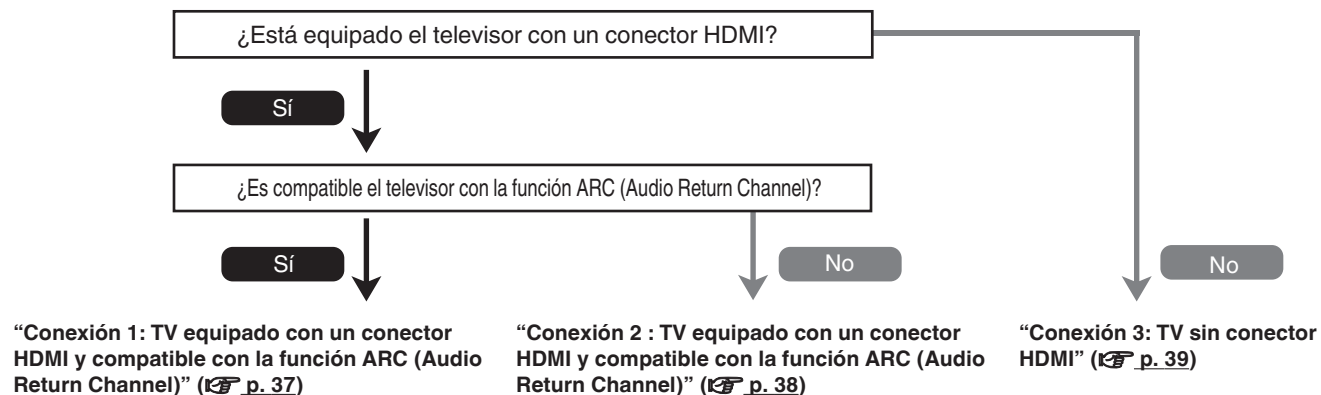 ¿Está equipado el televisor con un conector HDMI?
Sí
¿Es compatible el televisor con la función ARC (Audio Return Channel)?
Sí
No
No
“Conexión 1: TV equipado con un conector
HDMI y compatible con la función ARC (Audio
Return Channel)” (☞ p. 37)
“Conexión 2 : TV equipado con un conector
HDMI y compatible con la función ARC (Audio
Return Channel)” (☞ p. 38)
“Conexión 3: TV sin conector
HDMI” (☞ p. 39)